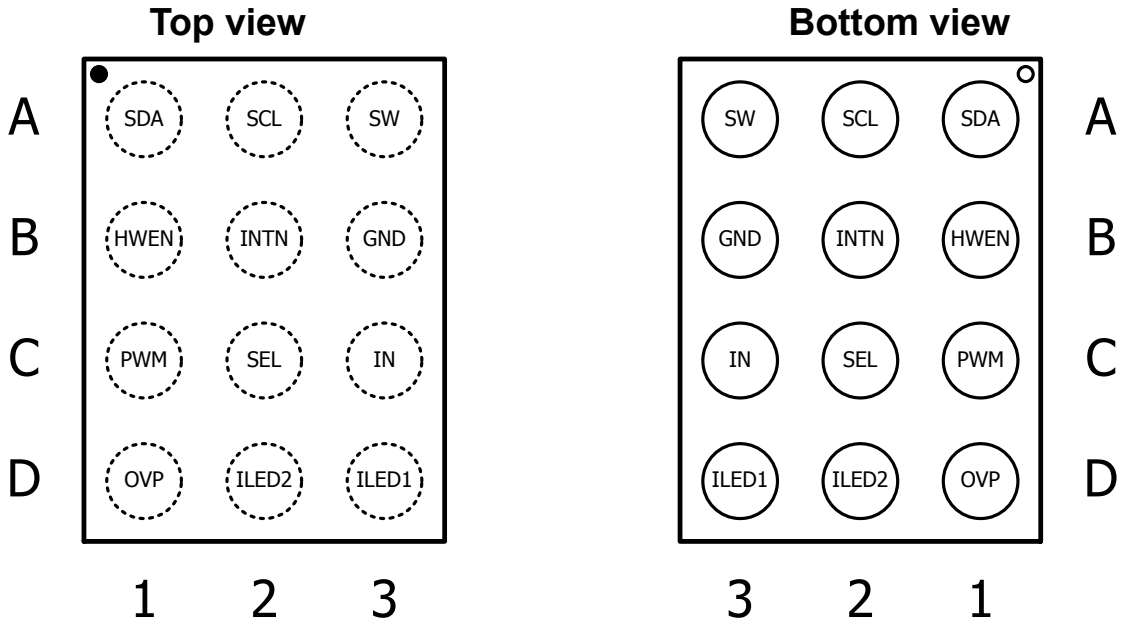 Top view Bottom view
A SDA SCL SW SW SCL SDA A
B HWEN INTN GND GND INTN HWEN B
C PWM SEL IN IN SEL PWM C
D OVP ILED2 ILED1 ILED1 ILED2 OVP D
1 2 3 3 2 1